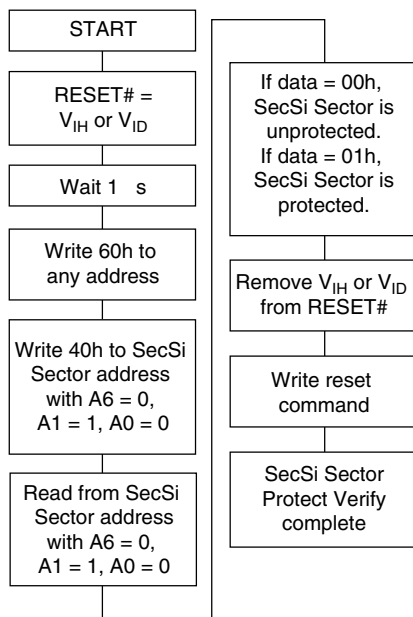 START
RESET# =
VIH or VID
Wait 1 s
Write 60h to
any address
Write 40h to SecSi
Sector address
with A6 = 0,
A1 = 1, A0 = 0
Read from SecSi
Sector address
with A6 = 0,
A1 = 1, A0 = 0
If data = 00h,
SecSi Sector is
unprotected.
If data = 01h,
SecSi Sector is
protected.
Remove VIH or VID
from RESET#
Write reset
command
SecSi Sector
Protect Verify
complete